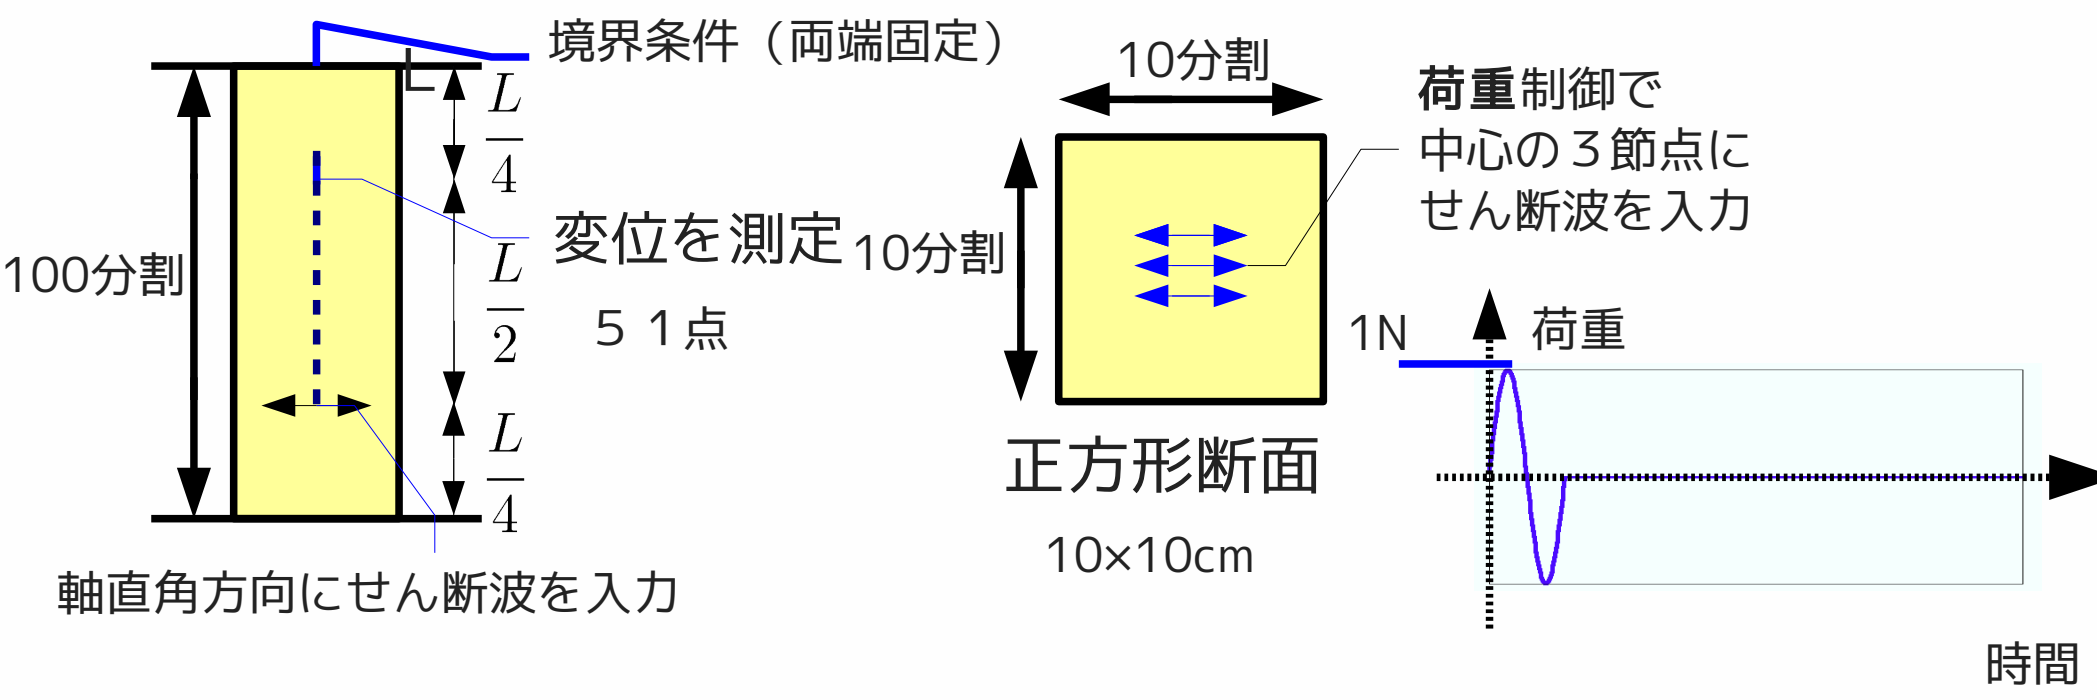 境界条件（両端固定）
L
4
100分割
変位を測定
５１点
L
2
L
4
軸直角方向にせん断波を入力
10分割
10分割
正方形断面
10×10cm
荷重制御で
中心の３節点に
せん断波を入力
1N
荷重
時間